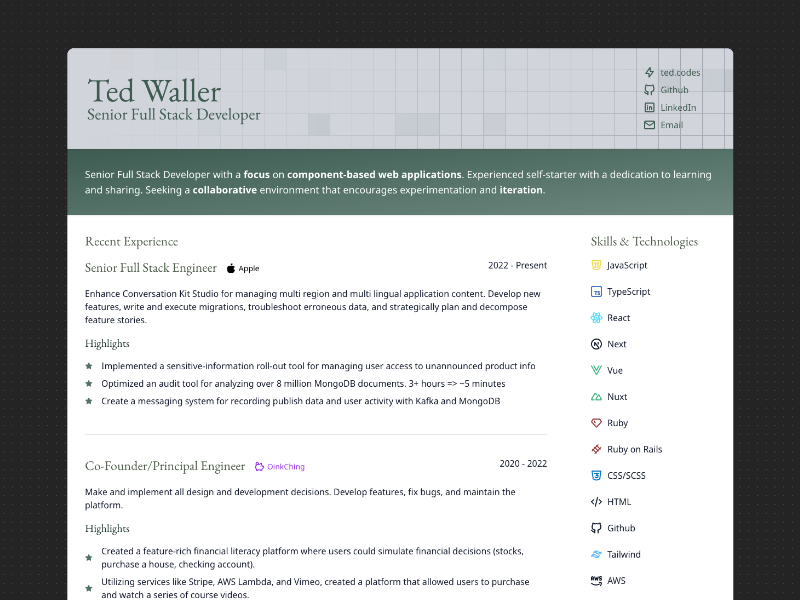 Ted Waller
Senior Full Stack Developer
ted.codes
Github
LinkedIn
Email
Senior Full Stack Developer with a focus on component-based web applications. Experienced self-starter with a dedication to learning
and sharing. Seeking a collaborative environment that encourages experimentation and iteration.
Recent Experience
Senior Full Stack Engineer Apple 2022 - Present
Enhance Conversation Kit Studio for managing multi region and multi lingual application content. Develop new
features, write and execute migrations, troubleshoot erroneous data, and strategically plan and decompose
feature stories.
Highlights
Implemented a sensitive-information roll-out tool for managing user access to unannounced product info
Optimized an audit tool for analyzing over 8 million MongoDB documents. 3+ hours => ~5 minutes
Create a messaging system for recording publish data and user activity with Kafka and MongoDB
Co-Founder/Principal Engineer OinkChing 2020 - 2022
Make and implement all design and development decisions. Develop features, fix bugs, and maintain the
platform.
Highlights
Created a feature-rich financial literacy platform where users could simulate financial decisions (stocks,
purchase a house, checking account).
Utilizing services like Stripe, AWS Lambda, and Vimeo, created a platform that allowed users to purchase
and watch a series of course videos.
Skills & Technologies
JavaScript
TypeScript
React
Next
Vue
Nuxt
Ruby
Ruby on Rails
CSS/SCSS
HTML
Github
Tailwind
AWS